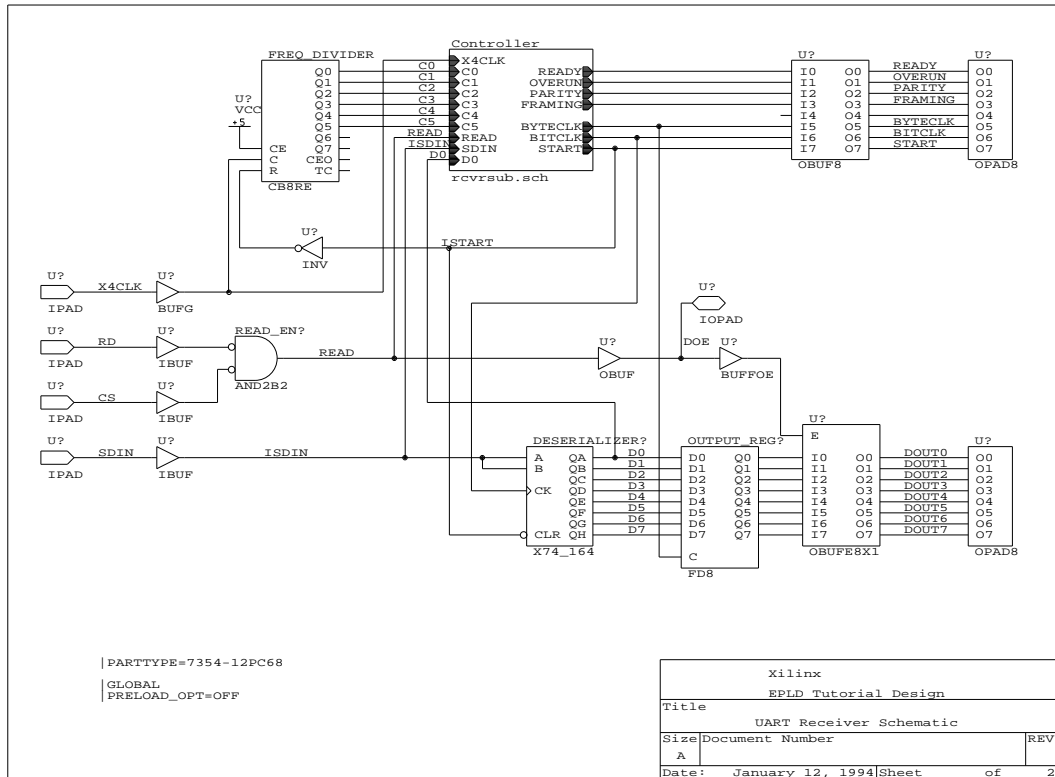 Controller
FREQ_DIVIDER
U?
VCC
+5
CE
C
R
Q0
Q1
Q2
Q3
Q4
Q5
Q6
Q7
CEO
TC
CB8RE
C0
C1
C2
C3
C4
C5
READ
ISDIN
D0
X4CLK
C0
C1
C2
C3
C4
C5
READ
SDIN
D0
READY
OVERUN
PARITY
FRAMING
BYTECLK
BITCLK
START
rcvrsub.sch
U?
I0
I1
I2
I3
I4
I5
I6
I7
O0
O1
O2
O3
O4
O5
O6
O7
OBUF8
READY
OVERUN
PARITY
FRAMING
BYTECLK
BITCLK
START
U?
O0
O1
O2
O3
O4
O5
O6
O7
OPAD8
U?
INV
ISTART
U?
IPAD
X4CLK
U?
BUFG
U?
IPAD
RD
U?
IBUF
READ_EN?
AND2B2
READ
U?
OBUF
DOE
U?
IOPAD
U?
BUFFOE
U?
IPAD
CS
U?
IBUF
U?
IPAD
SDIN
U?
IBUF
ISDIN
DESERIALIZER?
A
B
CK
CLR
QA
QB
QC
QD
QE
QF
QG
QH
X74_164
D0
D1
D2
D3
D4
D5
D6
D7
OUTPUT_REG?
D0
D1
D2
D3
D4
D5
D6
D7
C
Q0
Q1
Q2
Q3
Q4
Q5
Q6
Q7
FD8
U?
E
I0
I1
I2
I3
I4
I5
I6
I7
O0
O1
O2
O3
O4
O5
O6
O7
OBUFE8X1
DOUT0
DOUT1
DOUT2
DOUT3
DOUT4
DOUT5
DOUT6
DOUT7
U?
O0
O1
O2
O3
O4
O5
O6
O7
OPAD8
|PARTTYPE=7354-12PC68
|GLOBAL
|PRELOAD_OPT=OFF
Xilinx
EPLD Tutorial Design
Title
UART Receiver Schematic
Size Document Number REV
A
Date: January 12, 1994 Sheet of 2